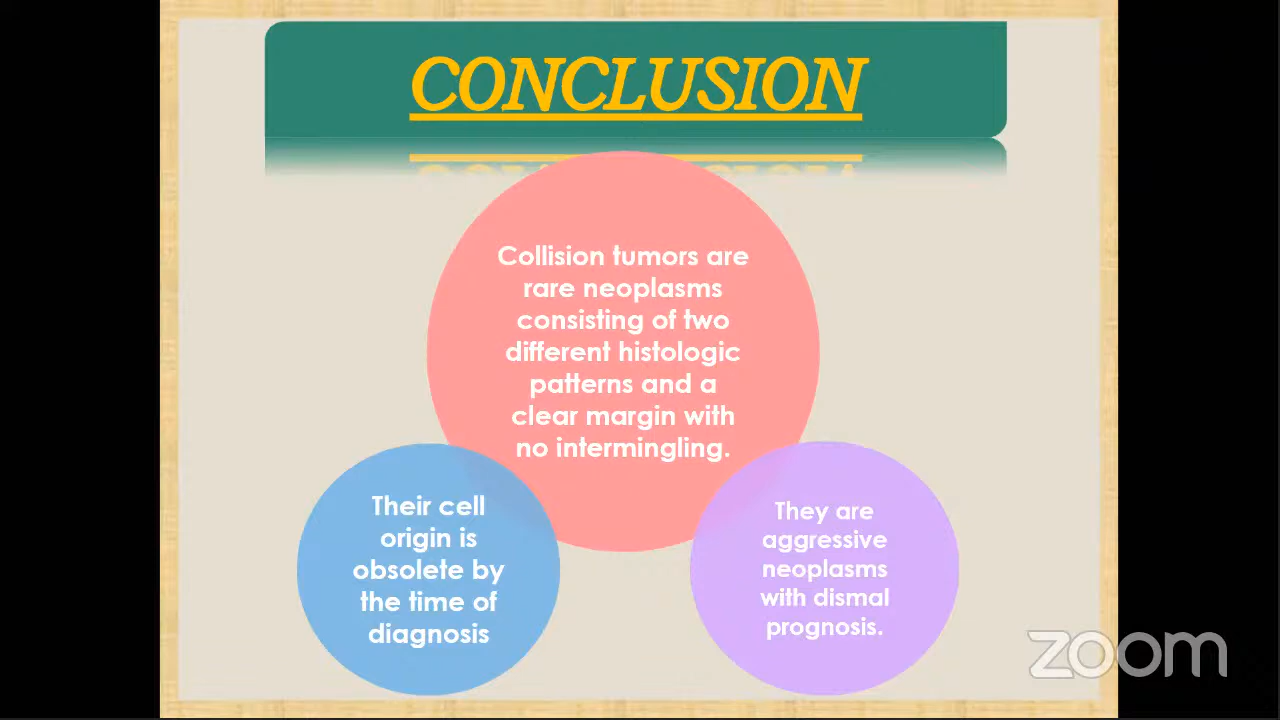 CONCLUSION
Collision tumors are
rare neoplasms
consisting of two
different histologic
patterns and a
clear margin with
no intermingling.
Their cell
origin is
obsolete by
the time of
diagnosis
They are
aggressive
neoplasms
with dismal
prognosis.
zoom